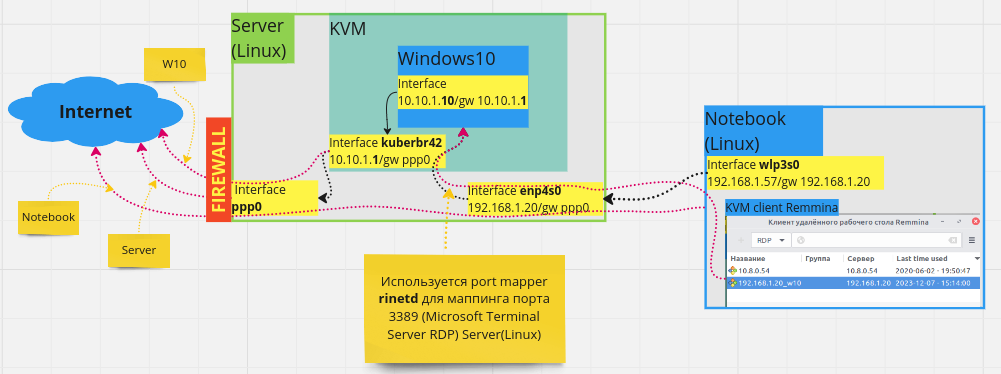 W10
Internet
Notebook
Server
FIREWALL
Server
(Linux)
KVM
Windows10
Interface
10.10.1.10/gw 10.10.1.1
Interface kuberbr42
10.10.1.1/gw ppp0
Interface
ppp0
Interface enp4s0
192.168.1.20/gw ppp0
Используется port mapper
rinetd для маппинга порта
3389 (Microsoft Terminal
Server RDP) Server(Linux)
Notebook
(Linux)
Interface wlp3s0
192.168.1.57/gw 192.168.1.20
KVM client Remmina
Клиент удалённого рабочего стола Remmina
RDP
Название Группа Сервер Last time used
10.8.0.54 10.8.0.54 2020-06-02 - 19:50:47
192.168.1.20_w10 192.168.1.20 2023-12-07 - 15:14:00